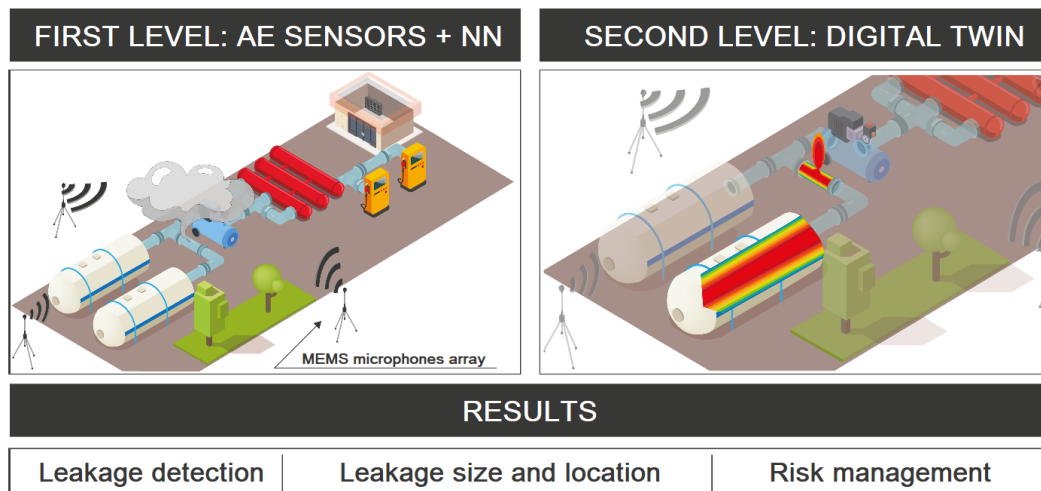 FIRST LEVEL: AE SENSORS + NN
SECOND LEVEL: DIGITAL TWIN
MEMS microphones array
RESULTS
Leakage detection
Leakage size and location
Risk management